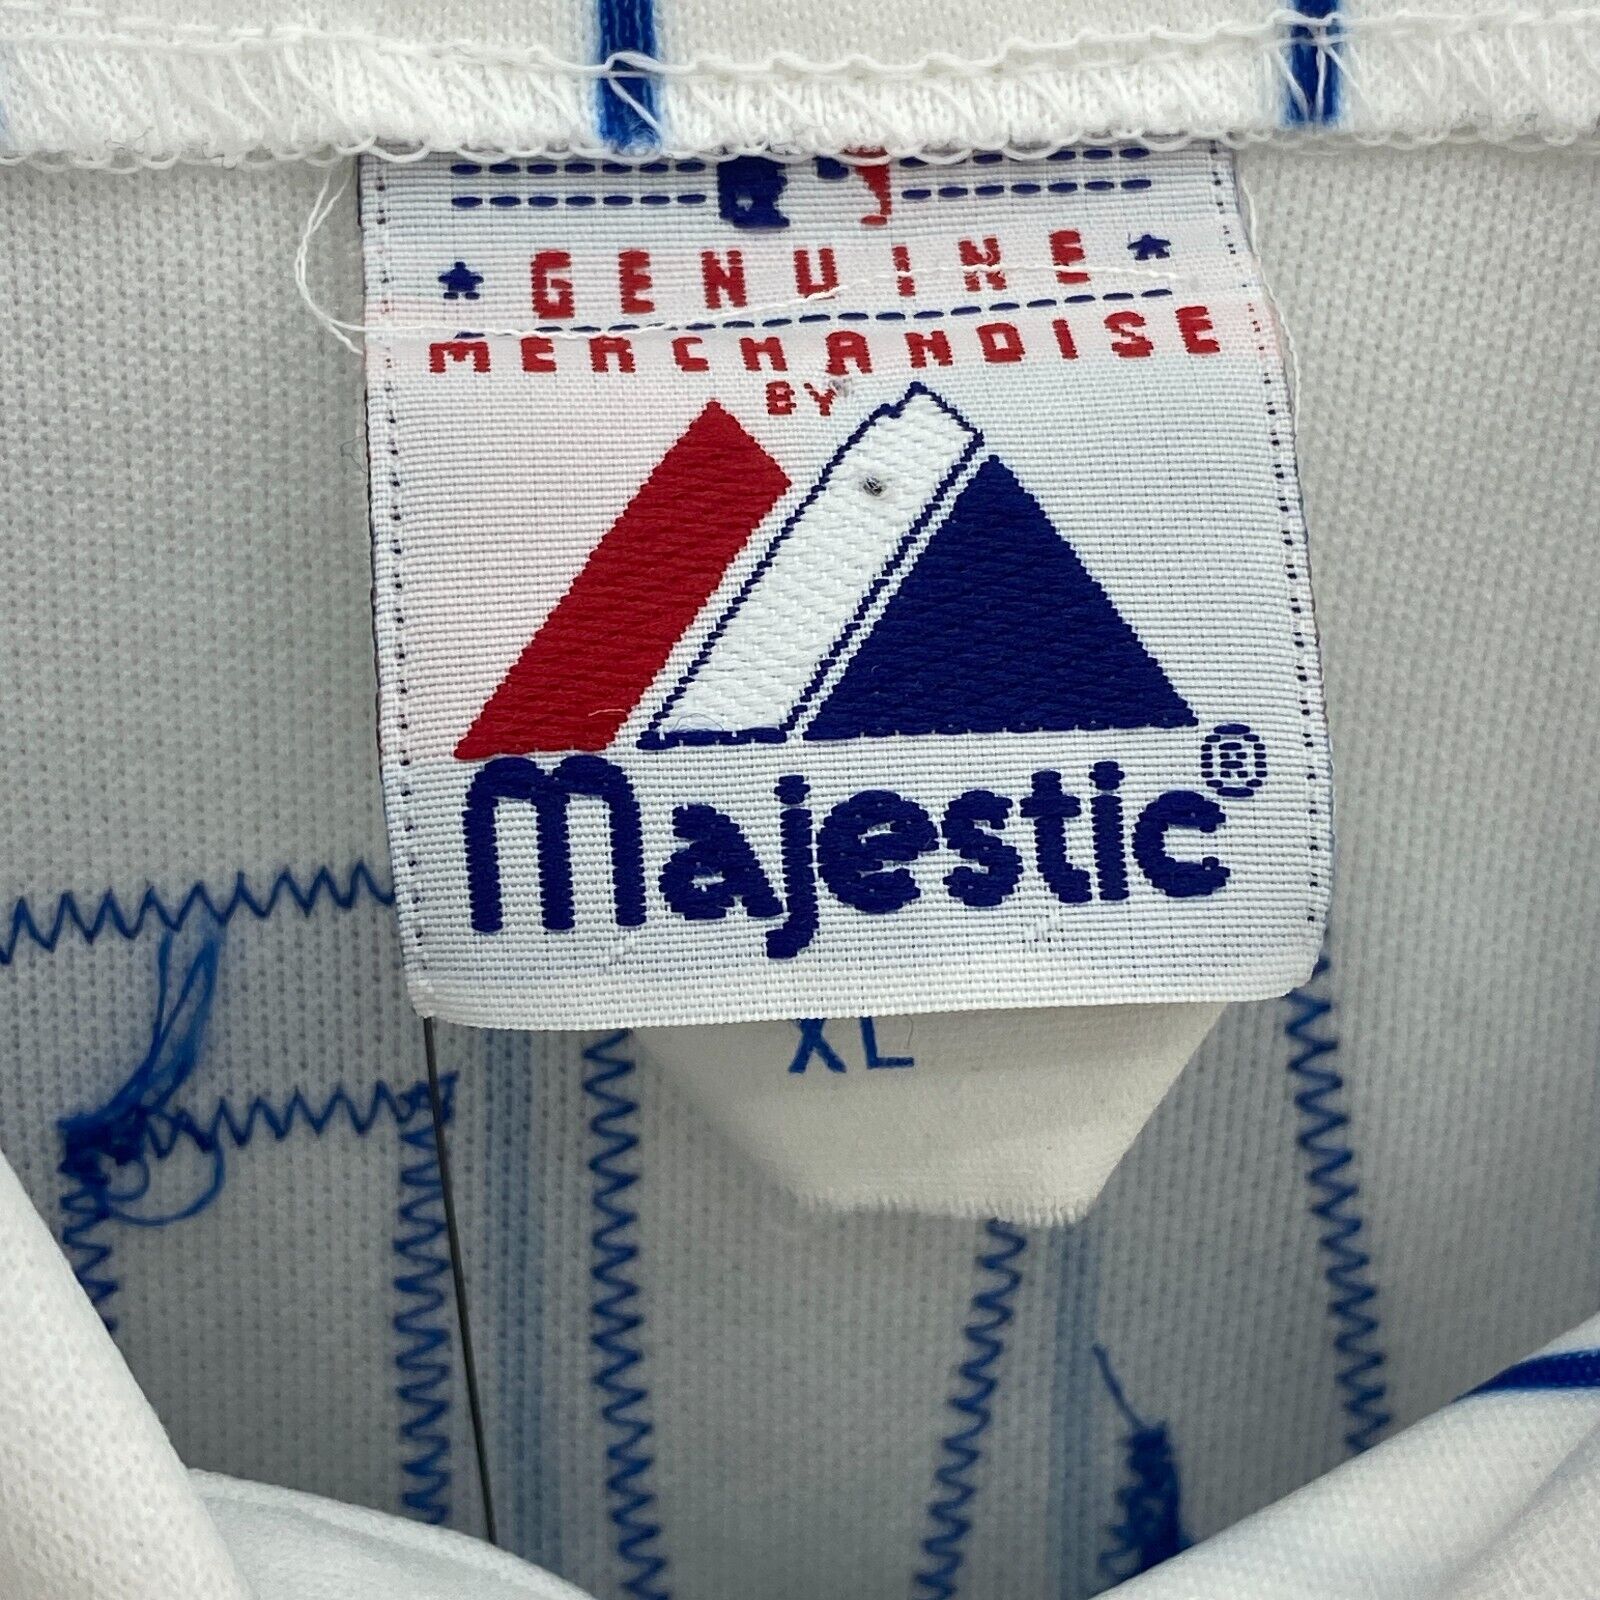 GENUINE
MERCHANDISE
BY
Majestic®
XL